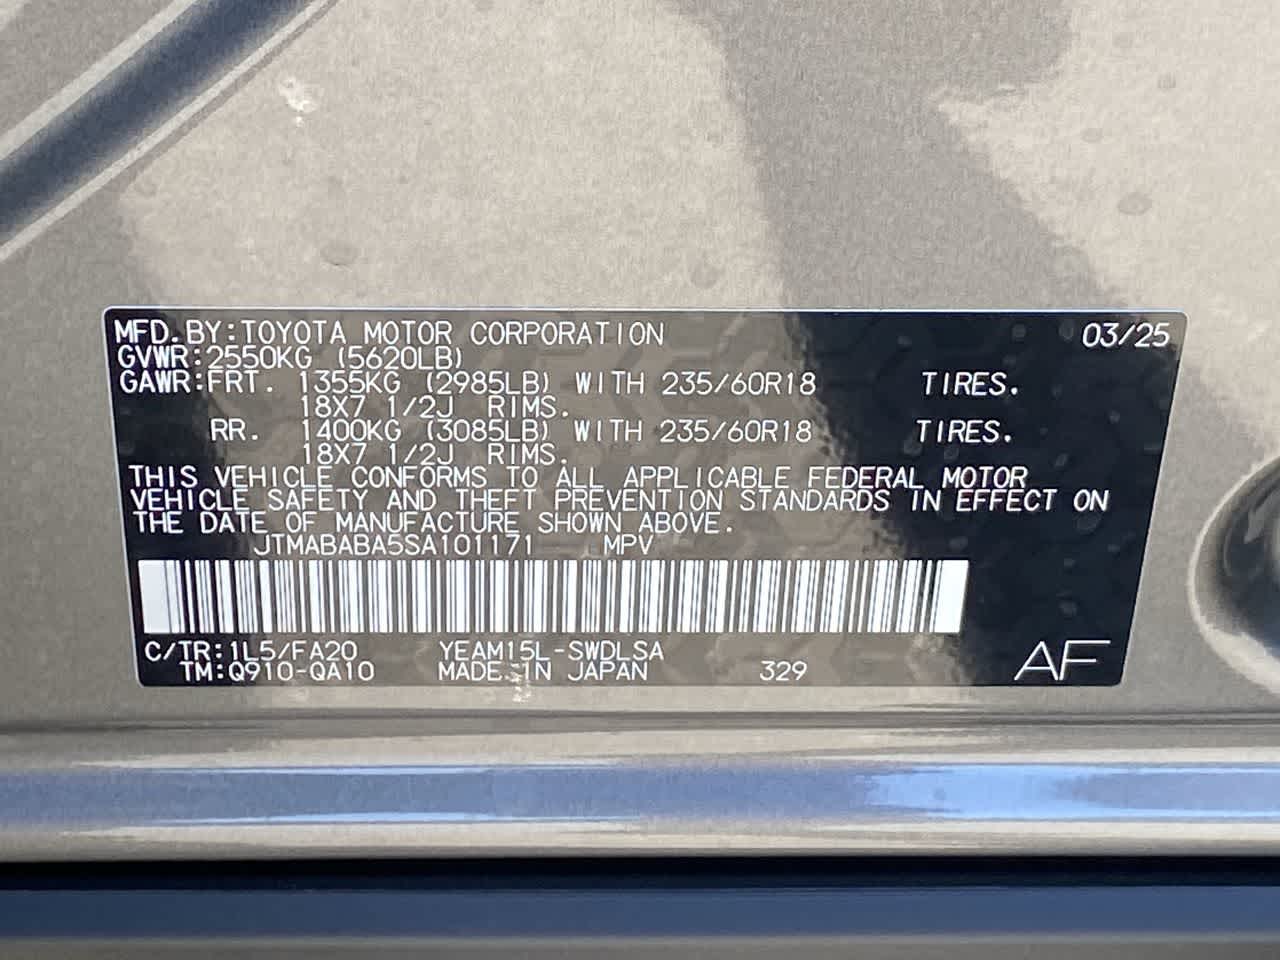 MFD.BY:TOYOTA MOTOR CORPORATION 03/25
GVWR:2550KG (5620LB)
GAWR:FRT. 1355KG (2985LB) WITH 235/60R18 TIRES.
18X7 1/2J RIMS.
RR. 1400KG (3085LB) WITH 235/60R18 TIRES.
18X7 1/2J RIMS.
THIS VEHICLE CONFORMS TO ALL APPLICABLE FEDERAL MOTOR
VEHICLE SAFETY AND THEFT PREVENTION STANDARDS IN EFFECT ON
THE DATE OF MANUFACTURE SHOWN ABOVE.
JTMABABA5SA101171 MPV
C/TR:1L5/FA20 YEAM15L-SWDLSA
TM:Q910-QA10 MADE IN JAPAN 329 AF